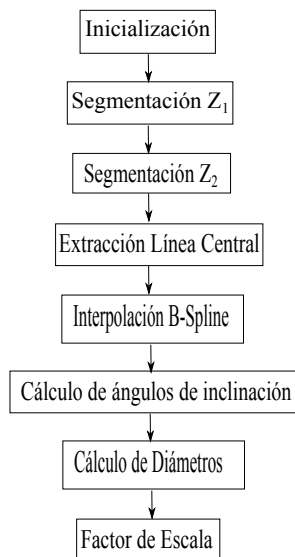 Inicialización
Segmentación Z₁
Segmentación Z₂
Extracción Línea Central
Interpolación B-Spline
Cálculo de ángulos de inclinación
Cálculo de Diámetros
Factor de Escala